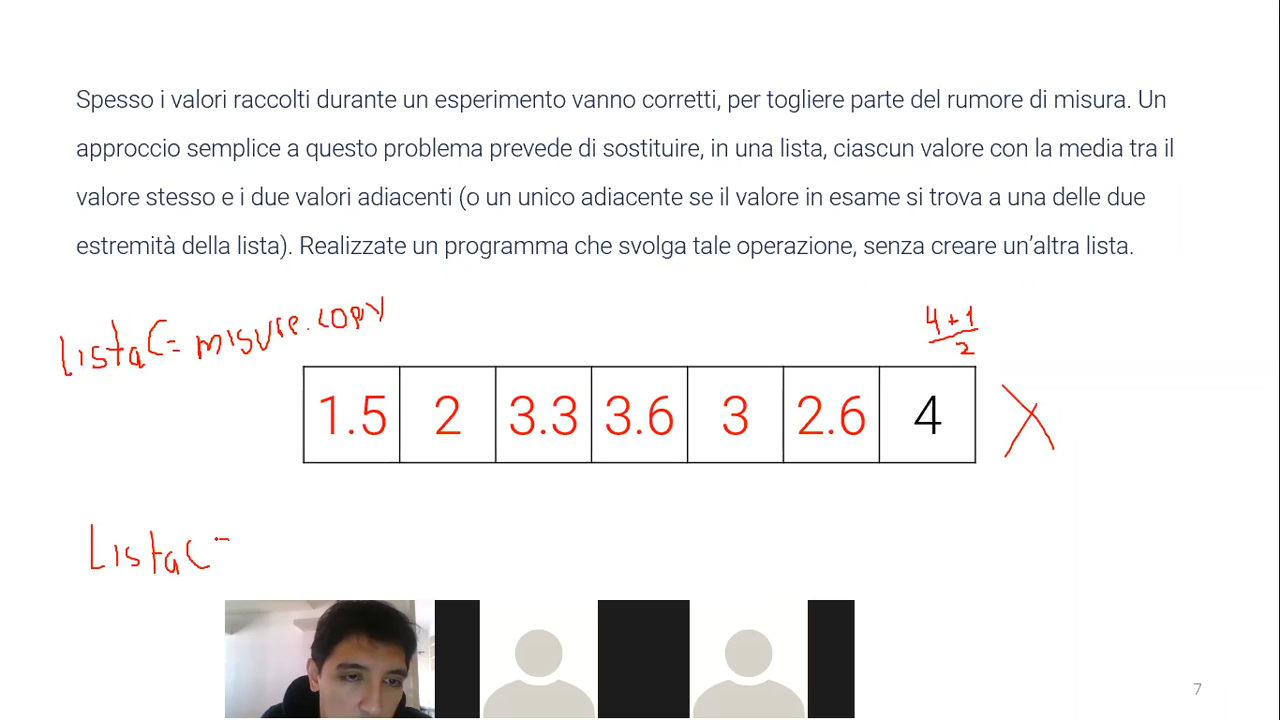 Spesso i valori raccolti durante un esperimento vanno corretti, per togliere parte del rumore di misura. Un
approccio semplice a questo problema prevede di sostituire, in una lista, ciascun valore con la media tra il
valore stesso e i due valori adiacenti (o un unico adiacente se il valore in esame si trova a una delle due
estremità della lista). Realizzate un programma che svolga tale operazione, senza creare un’altra lista.
listaC= misure.copy
4+1
2
1.5 2 3.3 3.6 3 2.6 4 X
ListaC =
7